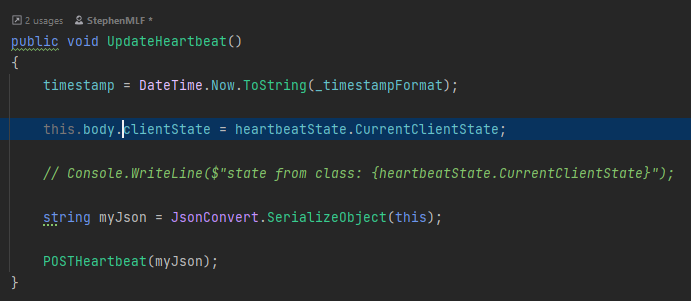 2 usages StephenMLF *
public void UpdateHeartbeat()
{
timestamp = DateTime.Now.ToString(_timestampFormat);
this.body.clientState = heartbeatState.CurrentClientState;
// Console.WriteLine($"state from class: {heartbeatState.CurrentClientState}");
string myJson = JsonConvert.SerializeObject(this);
POSTHeartbeat(myJson);
}